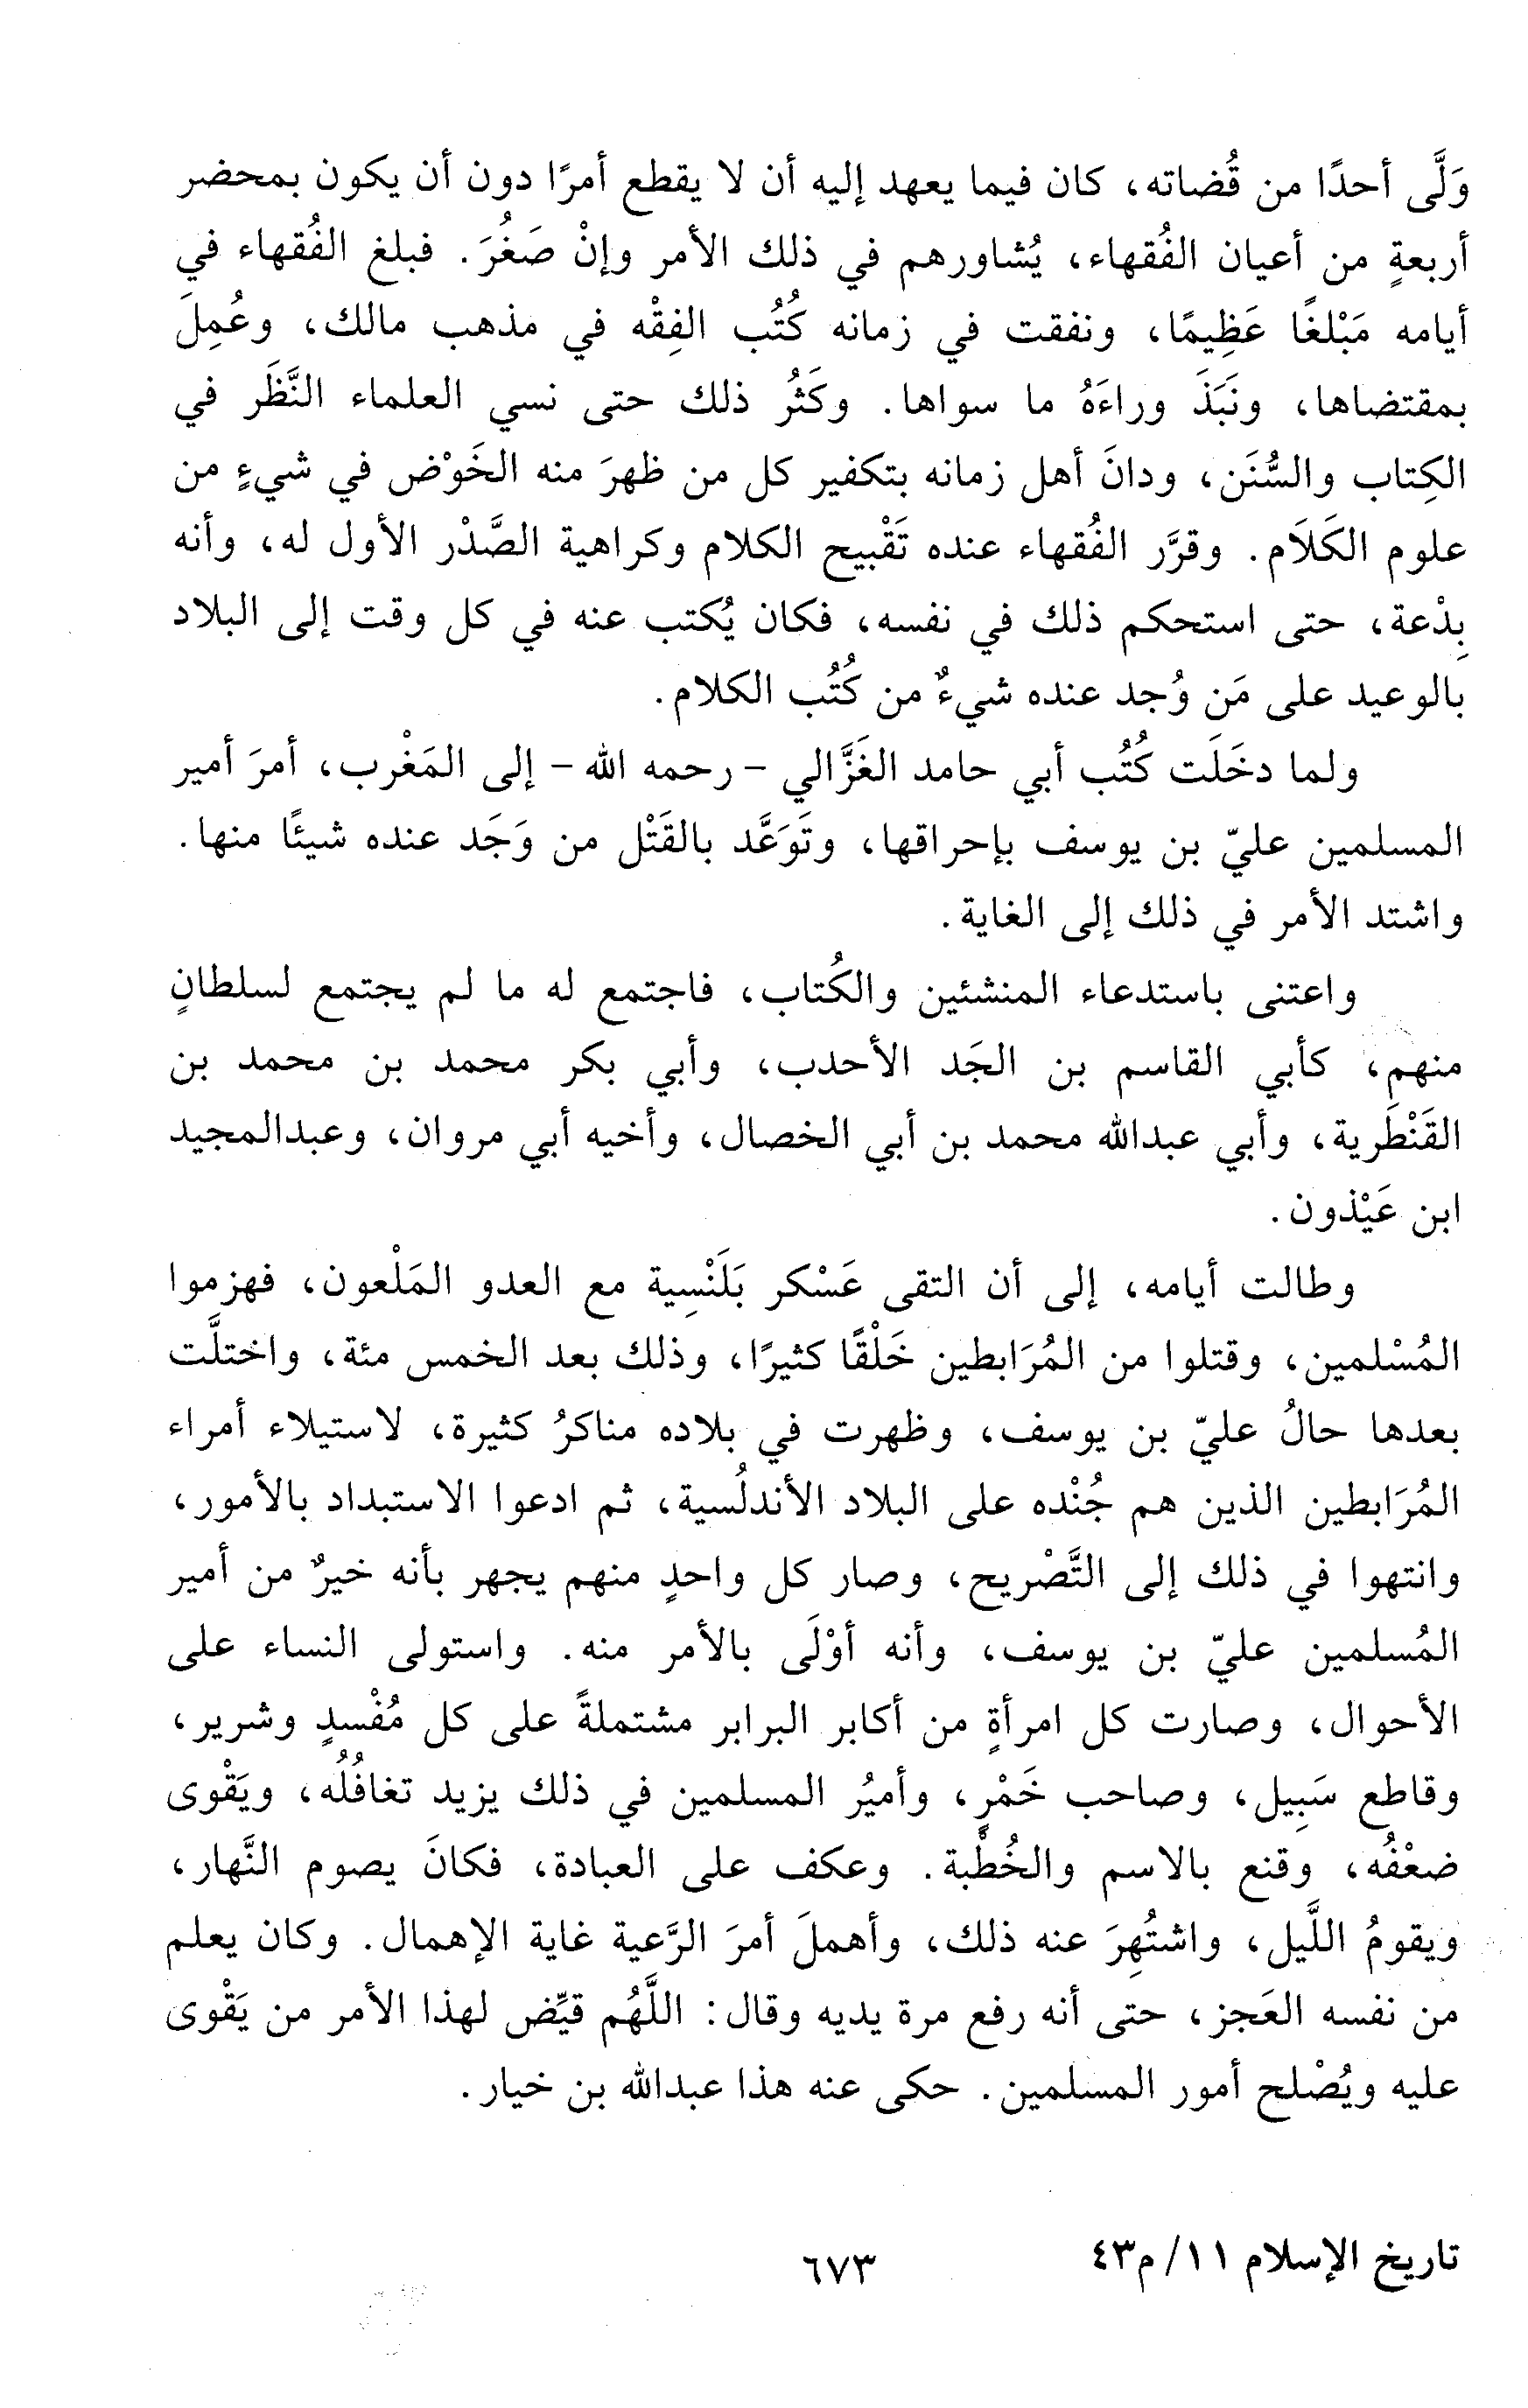 وَلَّى أحدًا من قُضاته، كان فيما يعهد إليه أن لا يقطع أمرًا دون أن يكون بمحضر
أربعةٍ من أعيان الفُقهاء، يُشاورهم في ذلك الأمر وإنْ صَغُرَ. فبلغ الفُقهاء في
أيامه مَبْلغًا عَظِيمًا، ونفقت في زمانه كُتُب الفِقْه في مذهب مالك، وعُمِلَ
بمقتضاها، ونَبَذَ وراءَهُ ما سواها. وكَثُر ذلك حتى نسي العلماء النَّظَر في
الكِتاب والسُّنَن، ودانَ أهل زمانه بتكفير كل من ظهرَ منه الخَوْض في شيءٍ من
علوم الكَلَام. وقرَّر الفُقهاء عنده تَقْبيح الكلام وكراهية الصَّدْر الأول له، وأنه
بِدْعة، حتى استحكم ذلك في نفسه، فكان يُكتب عنه في كل وقت إلى البلاد
بالوعيد على مَن وُجد عنده شيءٌ من كُتُب الكلام.
ولما دخَلَت كُتُب أبي حامد الغَزَّالي - رحمه الله - إلى المَغْرب، أمرَ أمير
المسلمين عليّ بن يوسف بإحراقها، وتَوَعَّد بالقَتْل من وَجَد عنده شيئًا منها.
واشتد الأمر في ذلك إلى الغاية.
واعتنى باستدعاء المنشئين والكُتاب، فاجتمع له ما لم يجتمع لسلطانٍ
منهم، كأبي القاسم بن الجَد الأحدب، وأبي بكر محمد بن محمد بن
القَنْطَرية، وأبي عبدالله محمد بن أبي الخصال، وأخيه أبي مروان، وعبدالمجيد
ابن عَيْذون.
وطالت أيامه، إلى أن التقى عَسْكر بَلَنْسِية مع العدو المَلْعون، فهزموا
المُسْلمين، وقتلوا من المُرَابطين خَلْقًا كثيرًا، وذلك بعد الخمس مئة، واختلَّت
بعدها حالُ عليّ بن يوسف، وظهرت في بلاده مناكرُ كثيرة، لاستيلاء أمراء
المُرَابطين الذين هم جُنْده على البلاد الأندلُسية، ثم ادعوا الاستبداد بالأمور،
وانتهوا في ذلك إلى التَّصْريح، وصار كل واحدٍ منهم يجهر بأنه خيرٌ من أمير
المُسلمين عليّ بن يوسف، وأنه أوْلَى بالأمر منه. واستولى النساء على
الأحوال، وصارت كل امرأةٍ من أكابر البرابر مشتملةً على كل مُفْسدٍ وشرير،
وقاطع سَبِيل، وصاحب خَمْرٍ، وأميرُ المسلمين في ذلك يزيد تغافُلُه، ويَقْوى
ضعْفُه، وقنع بالاسم والخُطْبة. وعكف على العبادة، فكانَ يصوم النَّهار،
ويقومُ اللَّيل، واشتُهِرَ عنه ذلك، وأهملَ أمرَ الرَّعية غاية الإهمال. وكان يعلم
من نفسه العَجز، حتى أنه رفع مرة يديه وقال: اللَّهُم قيِّض لهذا الأمر من يَقْوى
عليه ويُصْلح أمور المسلمين. حكى عنه هذا عبدالله بن خيار.
تاريخ الإسلام ١١/ م٤٣
٦٧٣